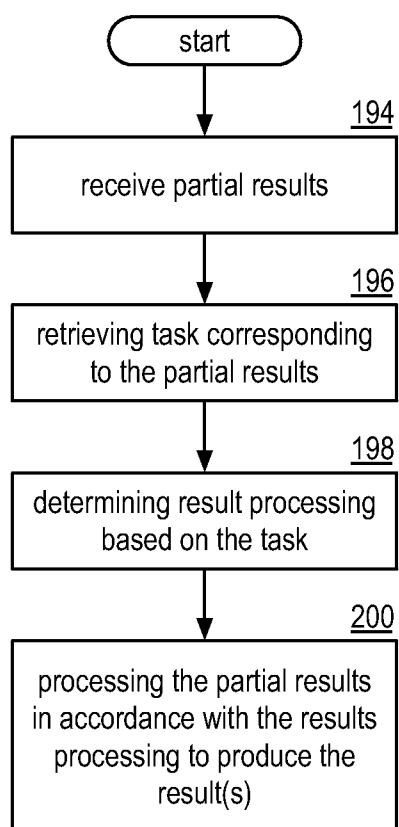 start
194
receive partial results
196
retrieving task corresponding
to the partial results
198
determining result processing
based on the task
200
processing the partial results
in accordance with the results
processing to produce the
result(s)